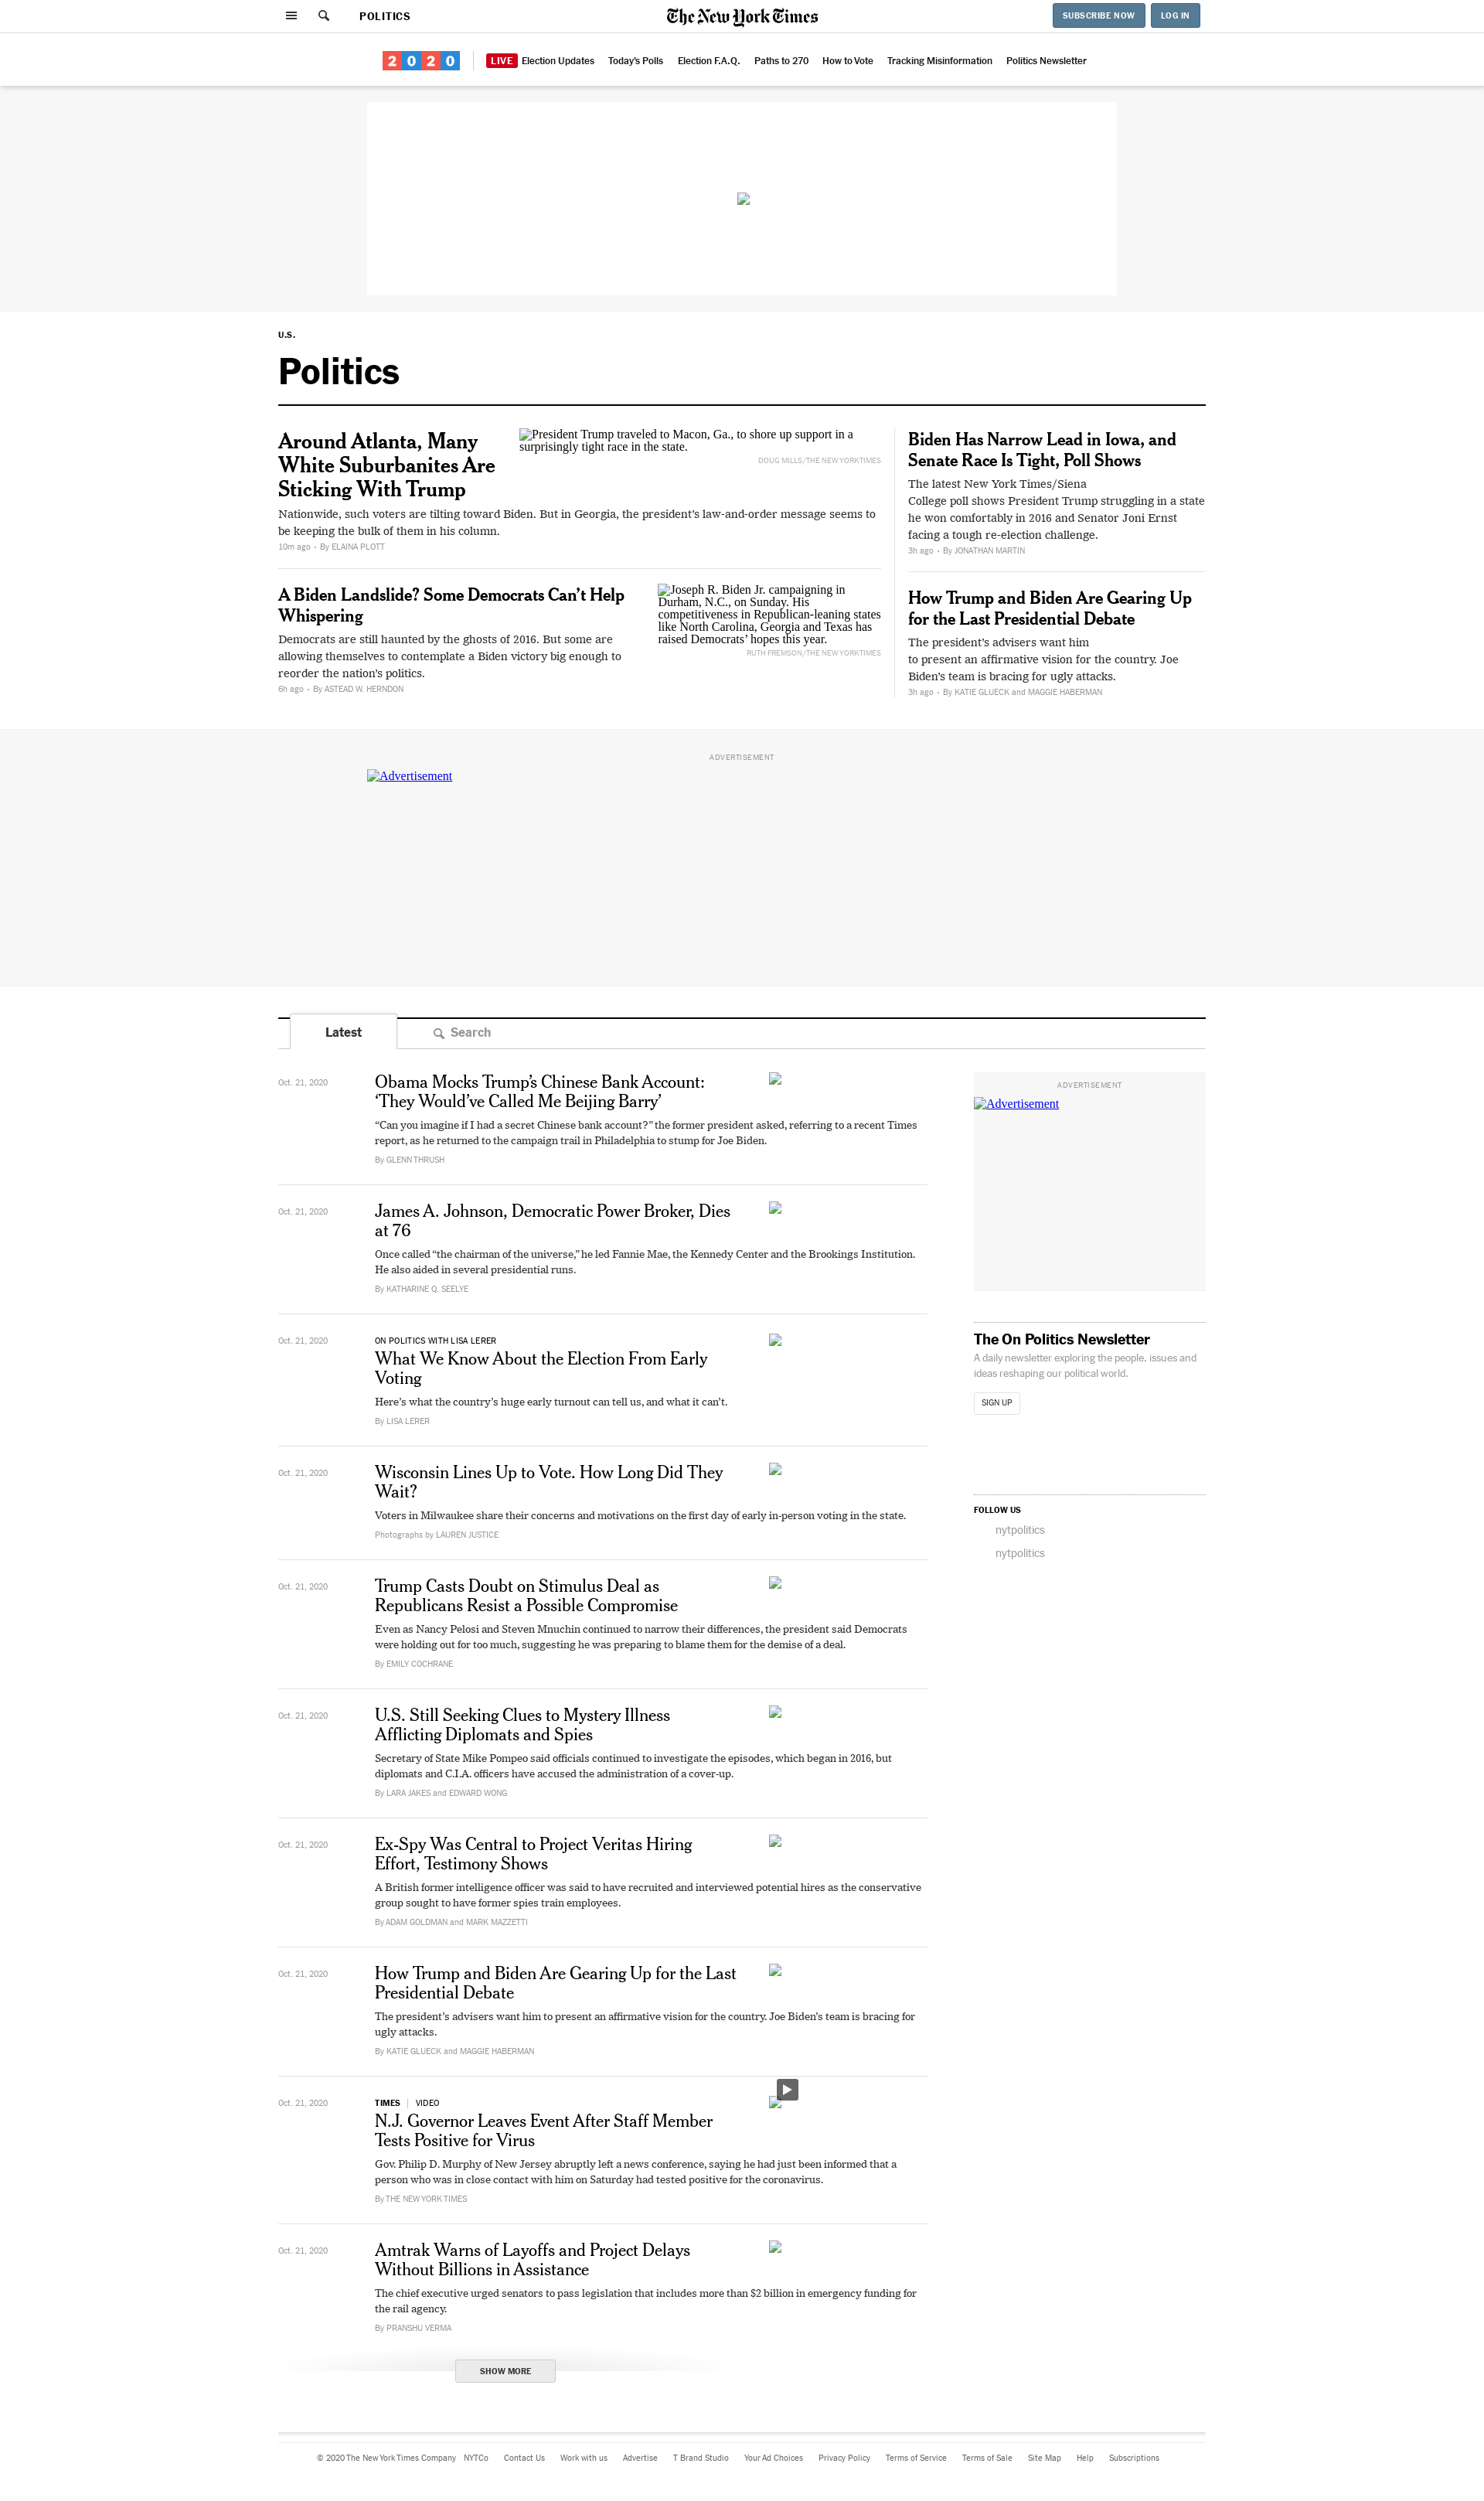 POLITICS
The New York Times
SUBSCRIBE NOW
LOG IN
2020
LIVE Election Updates
Today's Polls
Election F.A.Q.
Paths to 270
How to Vote
Tracking Misinformation
Politics Newsletter
U.S.
Politics
Around Atlanta, Many
White Suburbanites Are
Sticking With Trump
President Trump traveled to Macon, Ga., to shore up support in a
surprisingly tight race in the state.
DOUG MILLS/THE NEW YORK TIMES
Nationwide, such voters are tilting toward Biden. But in Georgia, the president's law-and-order message seems to
be keeping the bulk of them in his column.
10m ago • By ELAINA PLOTT
A Biden Landslide? Some Democrats Can't Help
Whispering
Democrats are still haunted by the ghosts of 2016. But some are
allowing themselves to contemplate a Biden victory big enough to
reorder the nation's politics.
6h ago • By ASTEAD W. HERNDON
Joseph R. Biden Jr. campaigning in
Durham, N.C., on Sunday. His
competitiveness in Republican-leaning states
like North Carolina, Georgia and Texas has
raised Democrats' hopes this year.
RUTH FREMSON/THE NEW YORK TIMES
Biden Has Narrow Lead in Iowa, and
Senate Race Is Tight, Poll Shows
The latest New York Times/Siena
College poll shows President Trump struggling in a state
he won comfortably in 2016 and Senator Joni Ernst
facing a tough re-election challenge.
3h ago • By JONATHAN MARTIN
How Trump and Biden Are Gearing Up
for the Last Presidential Debate
The president's advisers want him
to present an affirmative vision for the country. Joe
Biden's team is bracing for ugly attacks.
3h ago • By KATIE GLUECK and MAGGIE HABERMAN
ADVERTISEMENT
Advertisement
Latest
Search
Oct. 21, 2020
Obama Mocks Trump's Chinese Bank Account:
'They Would've Called Me Beijing Barry'
"Can you imagine if I had a secret Chinese bank account?" the former president asked, referring to a recent Times
report, as he returned to the campaign trail in Philadelphia to stump for Joe Biden.
By GLENN THRUSH
Oct. 21, 2020
James A. Johnson, Democratic Power Broker, Dies
at 76
Once called "the chairman of the universe," he led Fannie Mae, the Kennedy Center and the Brookings Institution.
He also aided in several presidential runs.
By KATHARINE Q. SEELYE
Oct. 21, 2020
ON POLITICS WITH LISA LERER
What We Know About the Election From Early
Voting
Here's what the country's huge early turnout can tell us, and what it can't.
By LISA LERER
Oct. 21, 2020
Wisconsin Lines Up to Vote. How Long Did They
Wait?
Voters in Milwaukee share their concerns and motivations on the first day of early in-person voting in the state.
Photographs by LAUREN JUSTICE
Oct. 21, 2020
Trump Casts Doubt on Stimulus Deal as
Republicans Resist a Possible Compromise
Even as Nancy Pelosi and Steven Mnuchin continued to narrow their differences, the president said Democrats
were holding out for too much, suggesting he was preparing to blame them for the demise of a deal.
By EMILY COCHRANE
Oct. 21, 2020
U.S. Still Seeking Clues to Mystery Illness
Afflicting Diplomats and Spies
Secretary of State Mike Pompeo said officials continued to investigate the episodes, which began in 2016, but
diplomats and C.I.A. officers have accused the administration of a cover-up.
By LARA JAKES and EDWARD WONG
Oct. 21, 2020
Ex-Spy Was Central to Project Veritas Hiring
Effort, Testimony Shows
A British former intelligence officer was said to have recruited and interviewed potential hires as the conservative
group sought to have former spies train employees.
By ADAM GOLDMAN and MARK MAZZETTI
Oct. 21, 2020
How Trump and Biden Are Gearing Up for the Last
Presidential Debate
The president's advisers want him to present an affirmative vision for the country. Joe Biden's team is bracing for
ugly attacks.
By KATIE GLUECK and MAGGIE HABERMAN
Oct. 21, 2020
TIMES | VIDEO
N.J. Governor Leaves Event After Staff Member
Tests Positive for Virus
Gov. Philip D. Murphy of New Jersey abruptly left a news conference, saying he had just been informed that a
person who was in close contact with him on Saturday had tested positive for the coronavirus.
By THE NEW YORK TIMES
Oct. 21, 2020
Amtrak Warns of Layoffs and Project Delays
Without Billions in Assistance
The chief executive urged senators to pass legislation that includes more than $2 billion in emergency funding for
the rail agency.
By PRANSHU VERMA
SHOW MORE
ADVERTISEMENT
Advertisement
The On Politics Newsletter
A daily newsletter exploring the people, issues and
ideas reshaping our political world.
SIGN UP
FOLLOW US
nytpolitics
nytpolitics
© 2020 The New York Times Company
NYTCo
Contact Us
Work with us
Advertise
T Brand Studio
Your Ad Choices
Privacy Policy
Terms of Service
Terms of Sale
Site Map
Help
Subscriptions